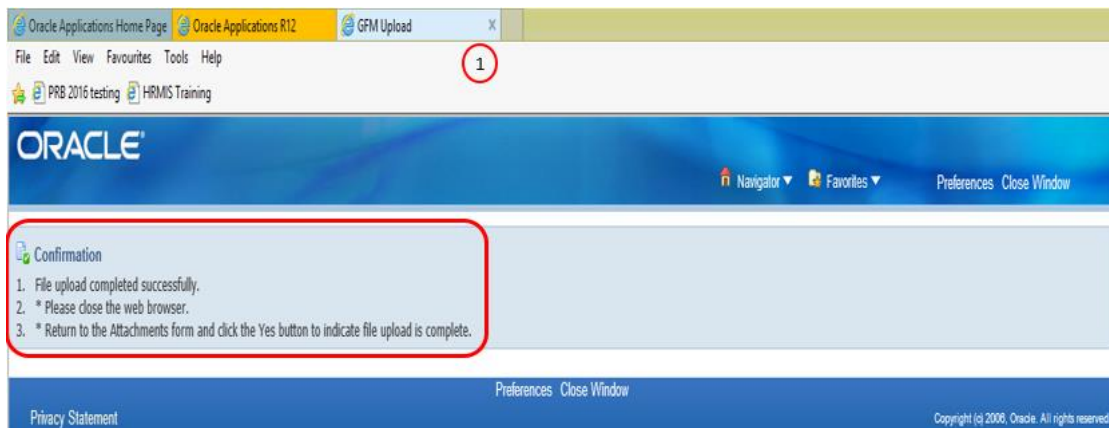 Oracle Applications Home Page Oracle Applications R12 GFM Upload X
File Edit View Favourites Tools Help
1
PRB 2016 testing HRMIS Training
ORACLE®
Navigator Favorites Preferences Close Window
Confirmation
1. File upload completed successfully.
2. * Please close the web browser.
3. * Return to the Attachments form and click the Yes button to indicate file upload is complete.
Preferences Close Window
Privacy Statement Copyright (c) 2006, Oracle. All rights reserved